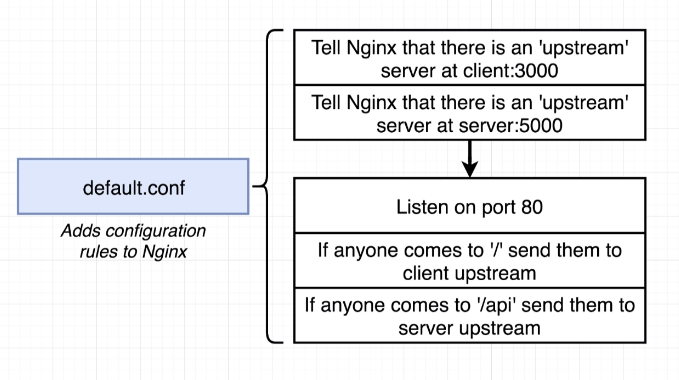 Tell Nginx that there is an 'upstream'
server at client:3000
Tell Nginx that there is an 'upstream'
server at server:5000
default.conf
Adds configuration
rules to Nginx
Listen on port 80
If anyone comes to '/' send them to
client upstream
If anyone comes to '/api' send them to
server upstream